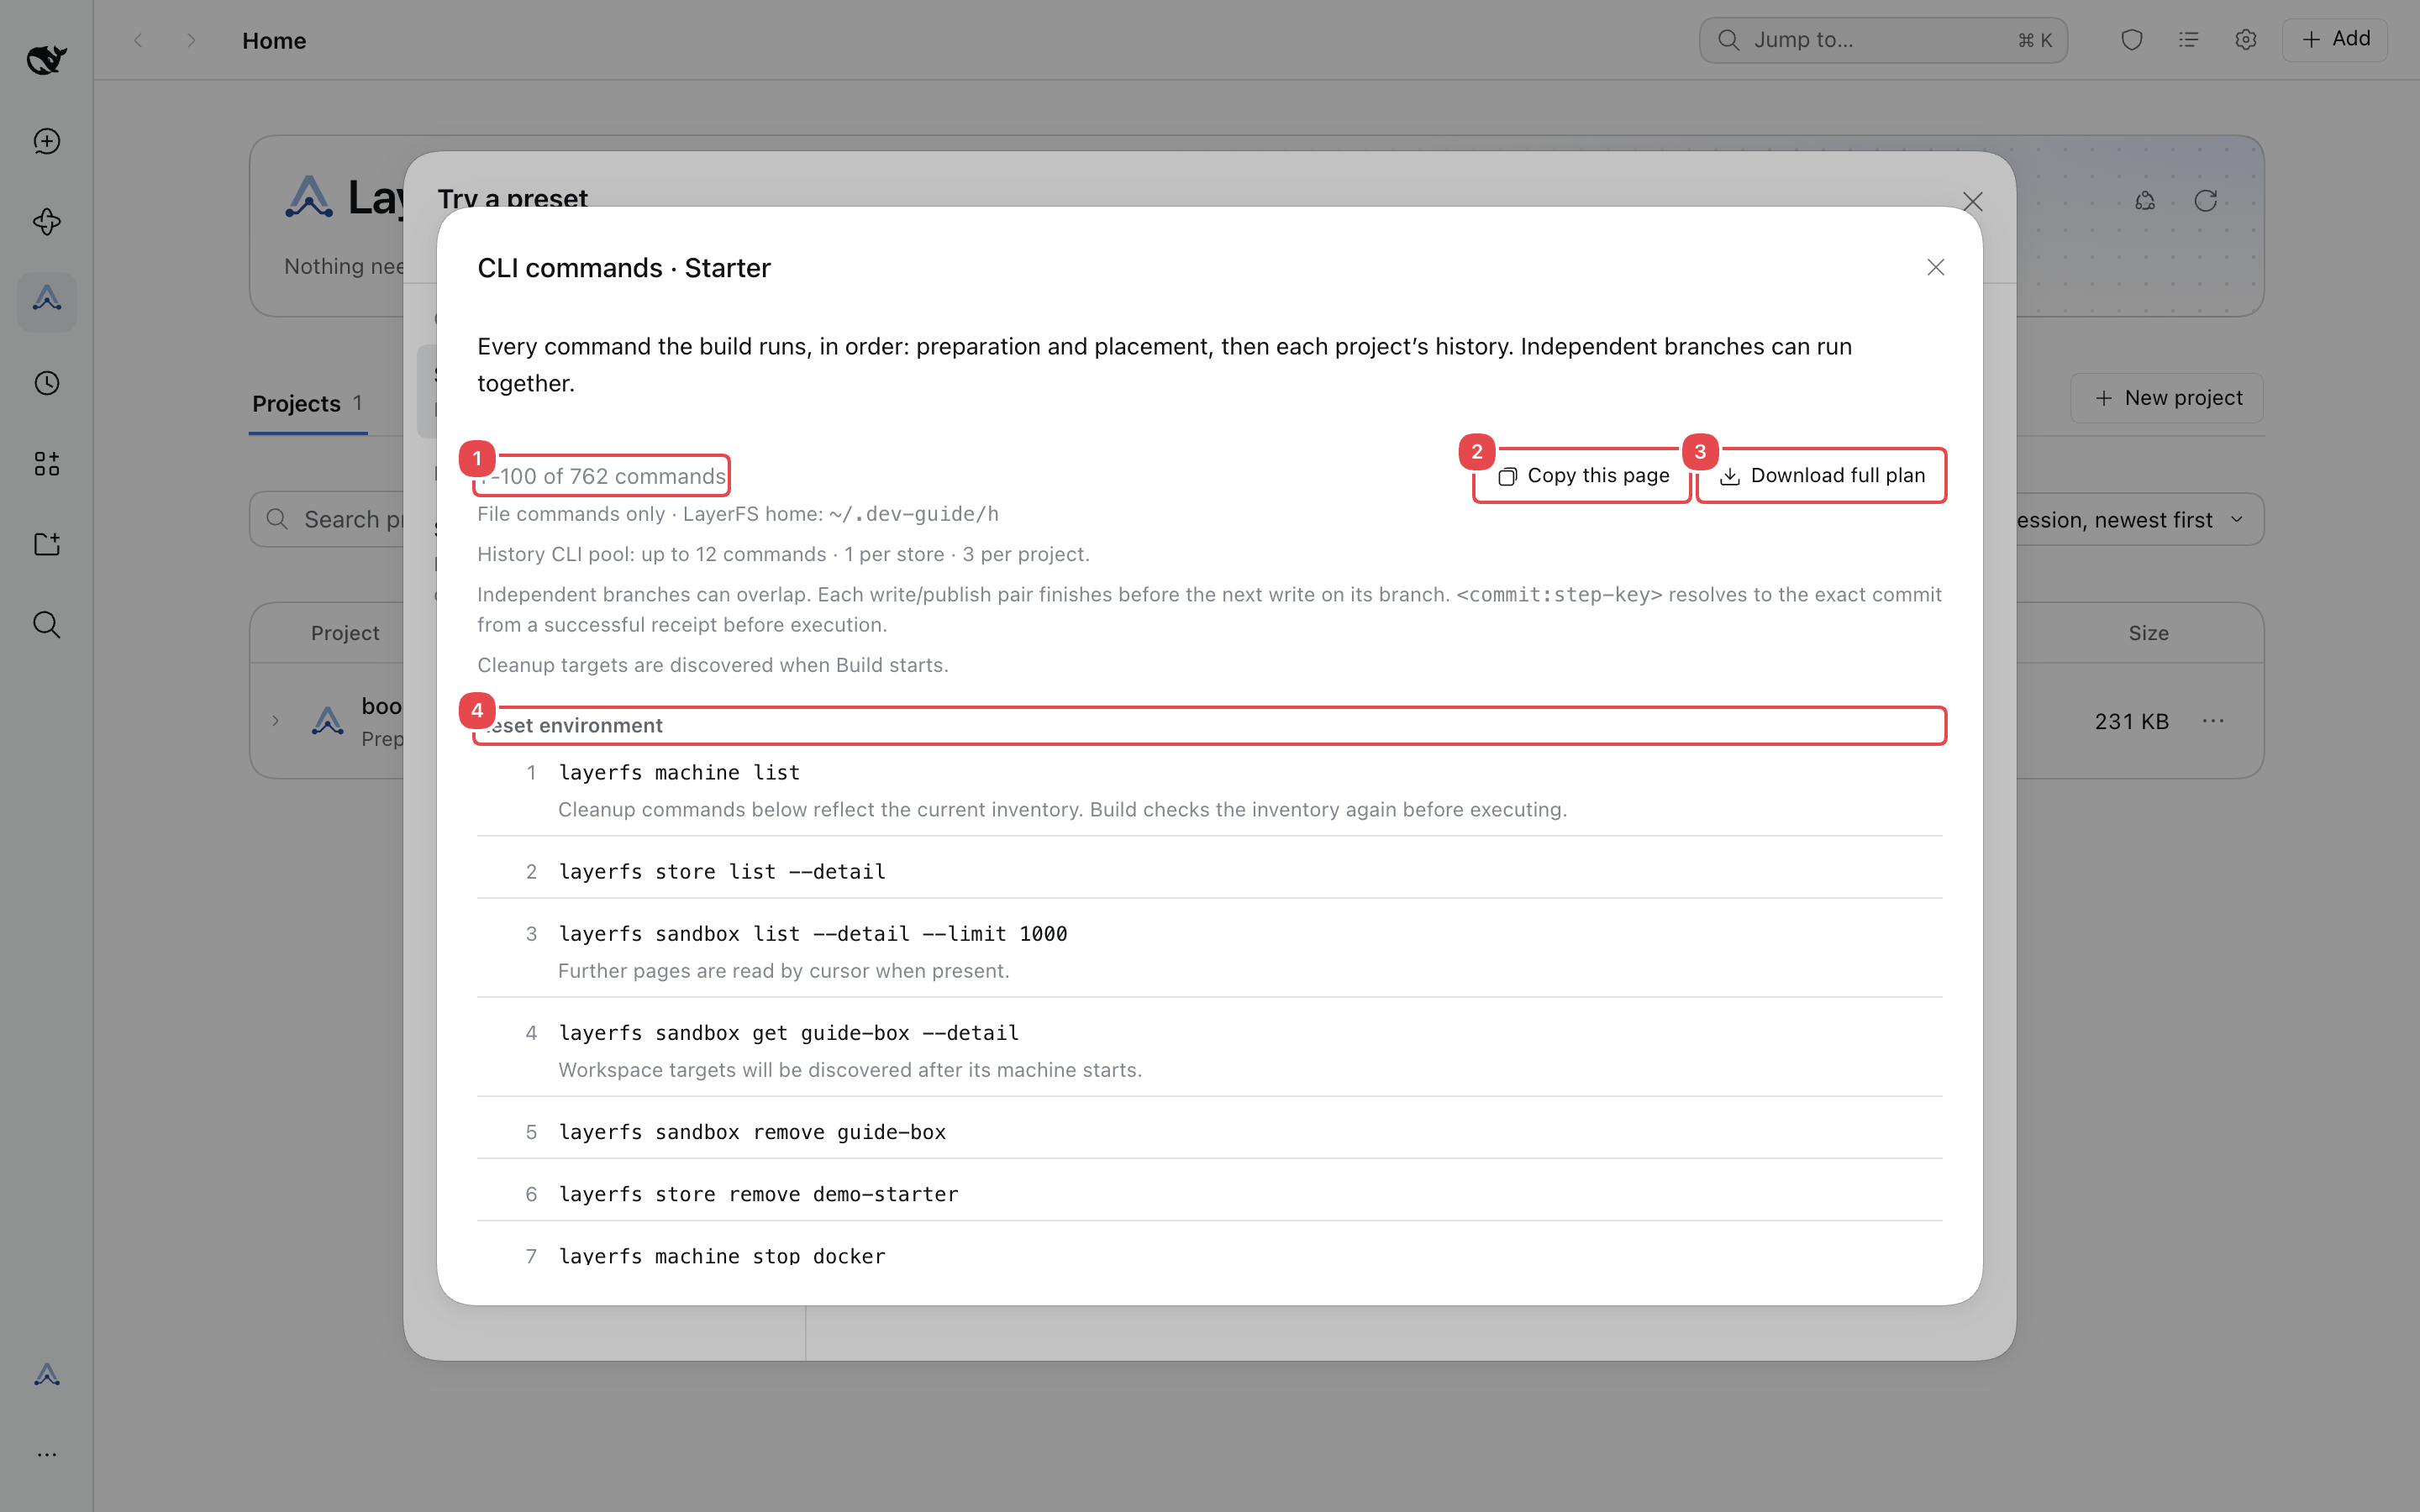 Home
Jump to...
⌘ K
+ Add
Lay
Nothing nee
Try a preset
CLI commands · Starter
Every command the build runs, in order: preparation and placement, then each project's history. Independent branches can run
together.
Projects 1
+ New project
1
–100 of 762 commands
2
Copy this page
3
Download full plan
File commands only · LayerFS home: ~/.dev-guide/h
Search p
ession, newest first
History CLI pool: up to 12 commands · 1 per store · 3 per project.
Independent branches can overlap. Each write/publish pair finishes before the next write on its branch. <commit:step-key> resolves to the exact commit
from a successful receipt before execution.
Project
Size
Cleanup targets are discovered when Build starts.
4
eset environment
boo
Prep
231 KB
1 layerfs machine list
Cleanup commands below reflect the current inventory. Build checks the inventory again before executing.
2 layerfs store list --detail
3 layerfs sandbox list --detail --limit 1000
Further pages are read by cursor when present.
4 layerfs sandbox get guide-box --detail
Workspace targets will be discovered after its machine starts.
5 layerfs sandbox remove guide-box
6 layerfs store remove demo-starter
7 layerfs machine stop docker